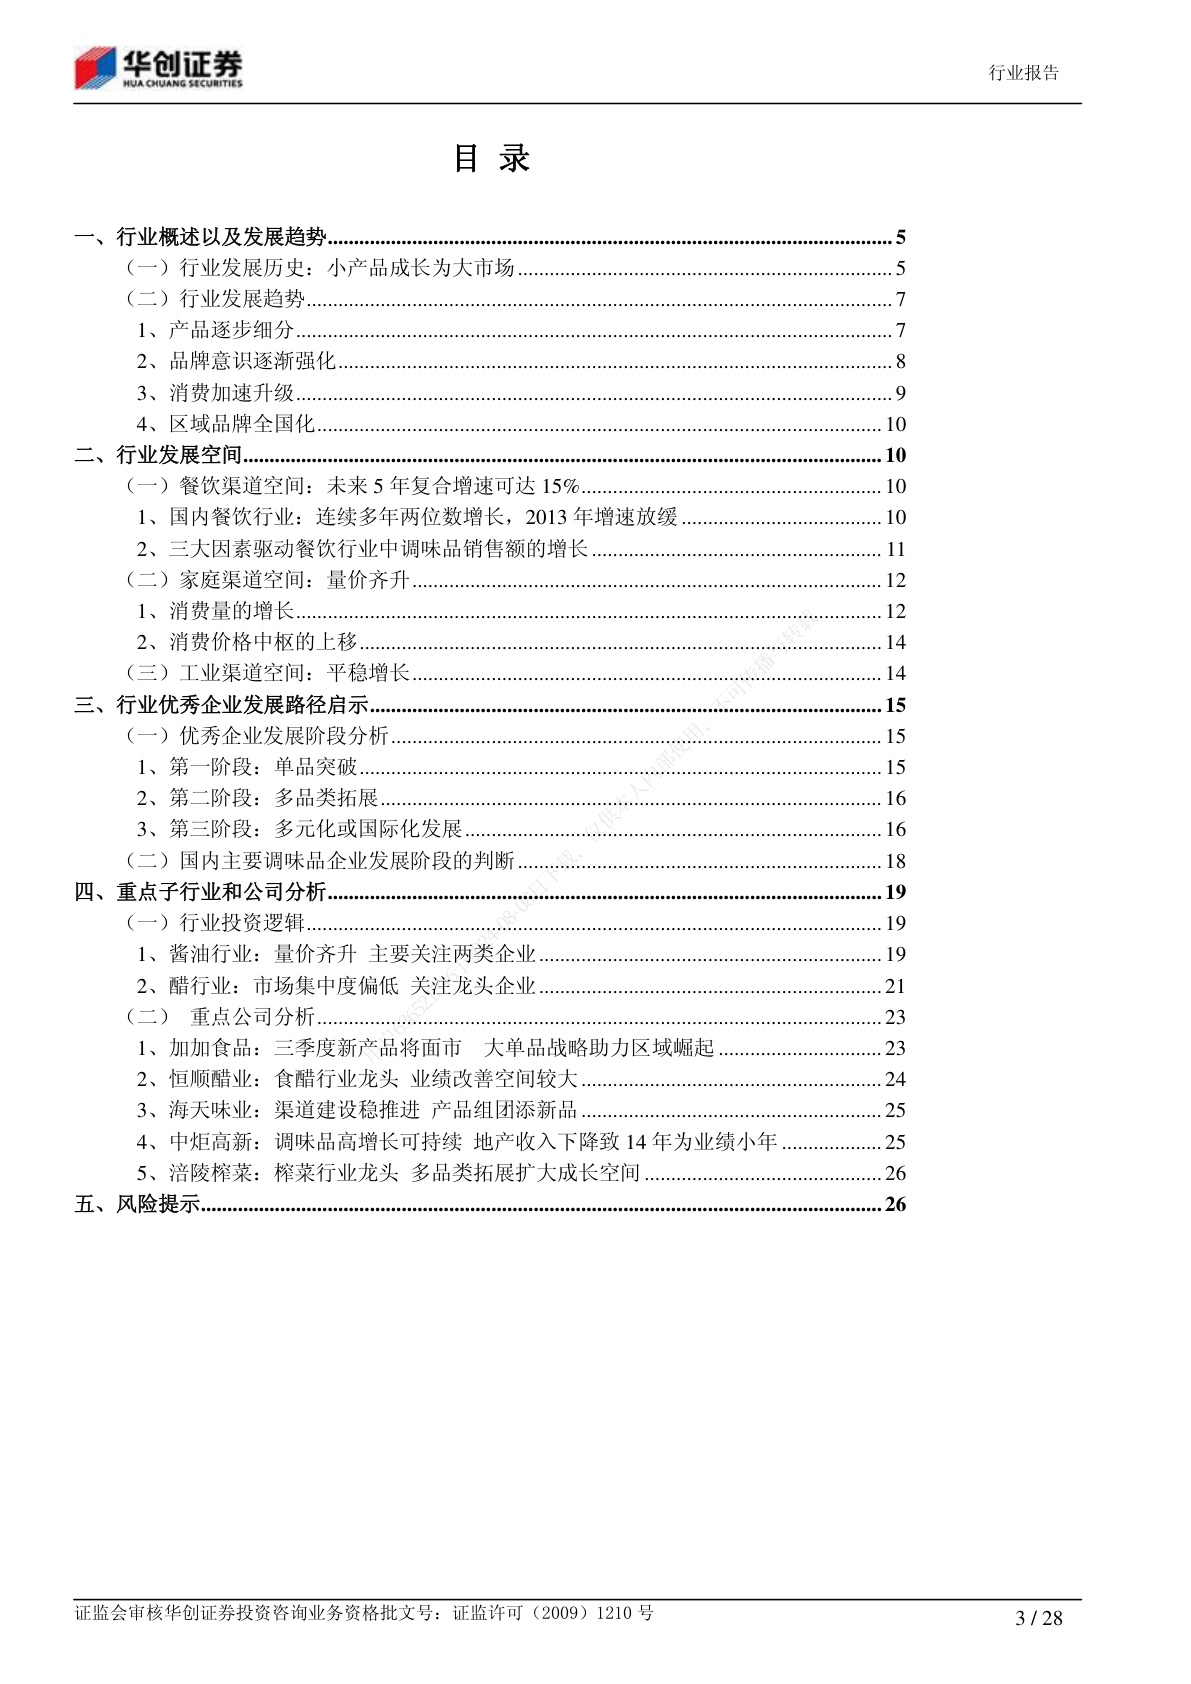 华创证券
HUA CHUANG SECURITIES
行业报告
目 录
一、行业概述以及发展趋势 5
（一）行业发展历史：小产品成长为大市场 5
（二）行业发展趋势 7
1、产品逐步细分 7
2、品牌意识逐渐强化 8
3、消费加速升级 9
4、区域品牌全国化 10
二、行业发展空间 10
（一）餐饮渠道空间：未来 5 年复合增速可达 15% 10
1、国内餐饮行业：连续多年两位数增长，2013 年增速放缓 10
2、三大因素驱动餐饮行业中调味品销售额的增长 11
（二）家庭渠道空间：量价齐升 12
1、消费量的增长 12
2、消费价格中枢的上移 14
（三）工业渠道空间：平稳增长 14
三、行业优秀企业发展路径启示 15
（一）优秀企业发展阶段分析 15
1、第一阶段：单品突破 15
2、第二阶段：多品类拓展 16
3、第三阶段：多元化或国际化发展 16
（二）国内主要调味品企业发展阶段的判断 18
四、重点子行业和公司分析 19
（一）行业投资逻辑 19
1、酱油行业：量价齐升 主要关注两类企业 19
2、醋行业：市场集中度偏低 关注龙头企业 21
（二） 重点公司分析 23
1、加加食品：三季度新产品将面市 大单品战略助力区域崛起 23
2、恒顺醋业：食醋行业龙头 业绩改善空间较大 24
3、海天味业：渠道建设稳推进 产品组团添新品 25
4、中炬高新：调味品高增长可持续 地产收入下降致 14 年为业绩小年 25
5、涪陵榨菜：榨菜行业龙头 多品类拓展扩大成长空间 26
五、风险提示 26
证监会审核华创证券投资咨询业务资格批文号：证监许可（2009）1210 号
3 / 28